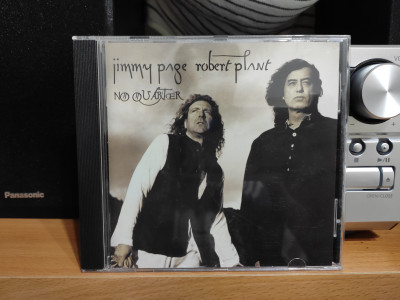 jimmy page robert plant
NO QUARTER
Panasonic